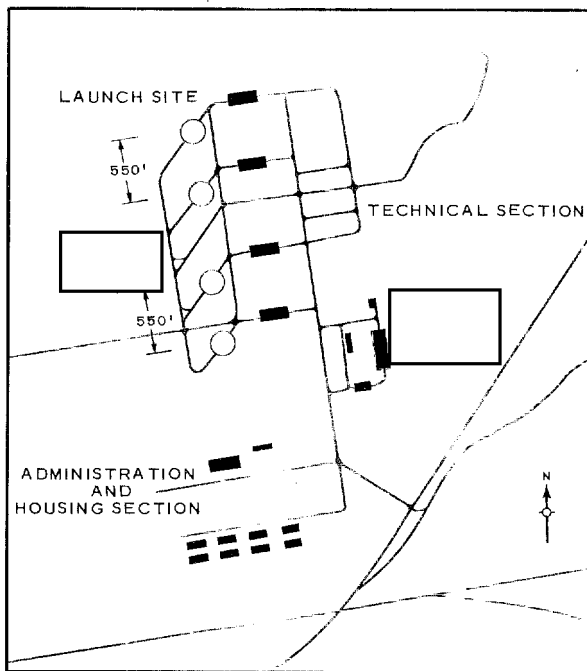 LAUNCH SITE
550'
TECHNICAL SECTION
550'
ADMINISTRATION
AND
HOUSING SECTION
N